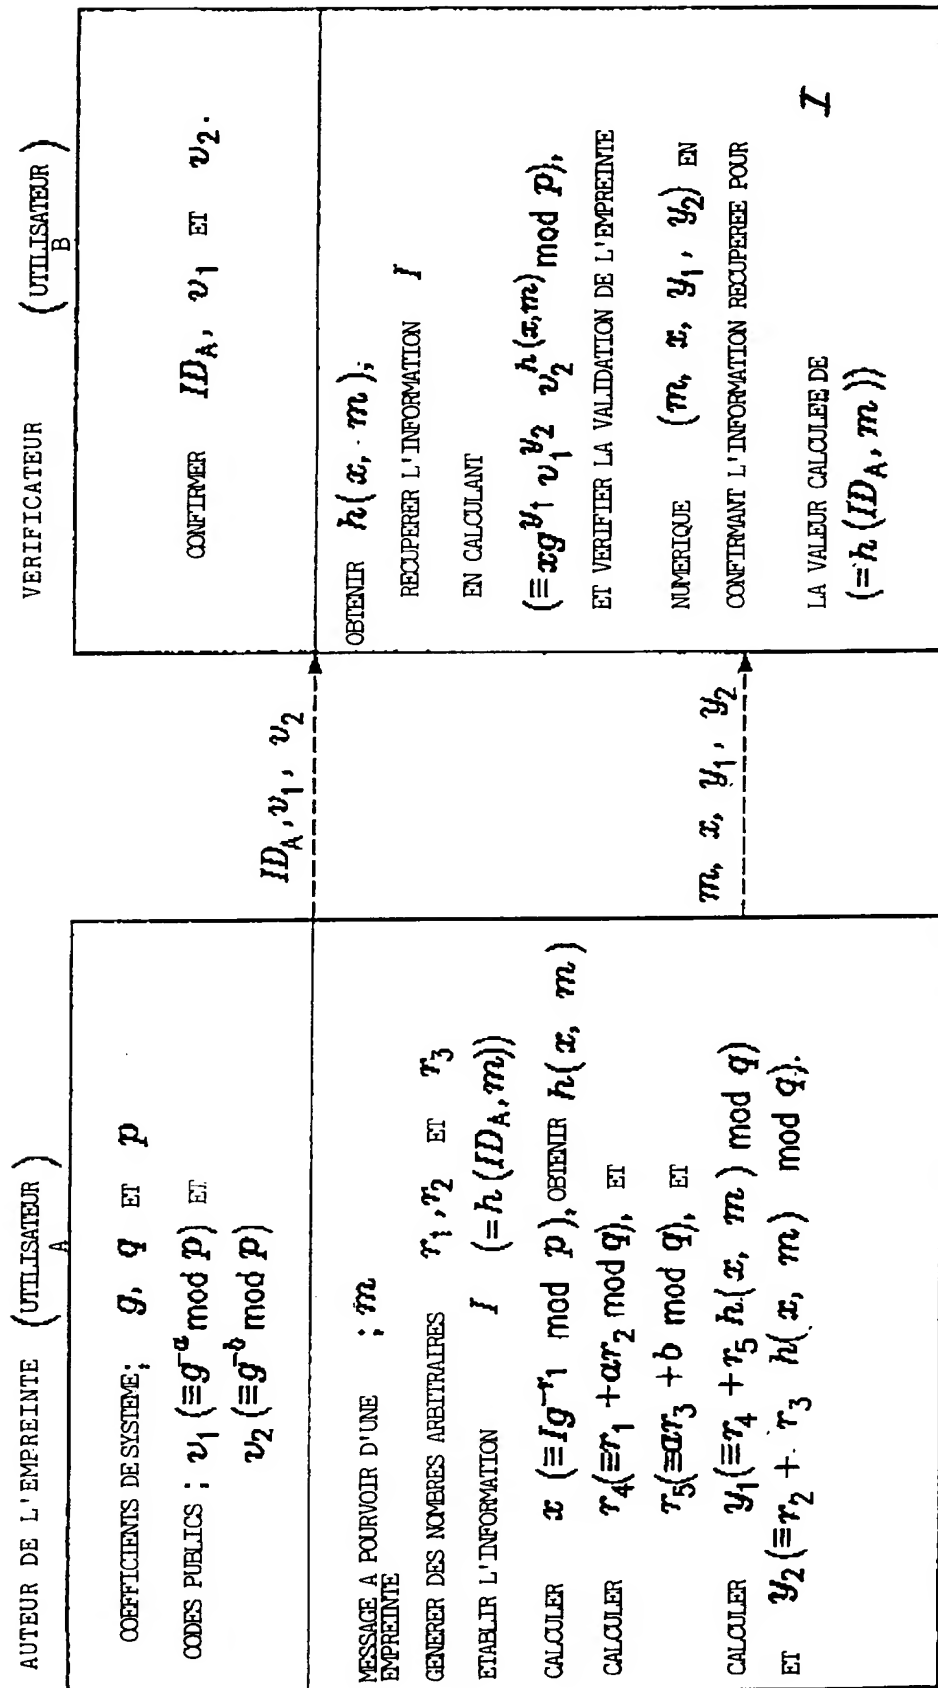 AUTEUR DE L'EMPREINTE (UTILISATEUR A)
COEFFICIENTS DE SYSTEME; g, q ET p
CODES PUBLICS ; v₁ (≡g⁻ᵃ mod p) ET
v₂ (≡g⁻ᵇ mod p)
MESSAGE A POURVOIR D'UNE EMPREINTE ; m
GENERER DES NOMBRES ARBITRAIRES r₁, r₂ ET r₃
ETABLIR L'INFORMATION I (=h(ID_A, m))
CALCULER x (≡Ig^-r₁ mod p), OBTENIR h(x, m)
CALCULER r₄(≡r₁ +ar₂ mod q), ET
r₅(≡ar₃ + b mod q), ET
CALCULER y₁(≡r₄ + r₅ h(x, m) mod q)
ET y₂(≡r₂ + r₃ h(x, m) mod q).
ID_A, v₁, v₂
m, x, y₁, y₂
VERIFICATEUR (UTILISATEUR B)
CONFIRMER ID_A, v₁ ET v₂.
OBTENIR h(x, m),
RECUPERER L'INFORMATION I
EN CALCULANT
(≡xg^y₁ v₁^y₂ v₂^h(x,m) mod p),
ET VERIFIER LA VALIDATION DE L'EMPREINTE
NUMERIQUE (m, x, y₁, y₂) EN
CONFIRMANT L'INFORMATION RECUPEREE POUR I
LA VALEUR CALCULEE DE
(=h(ID_A, m))